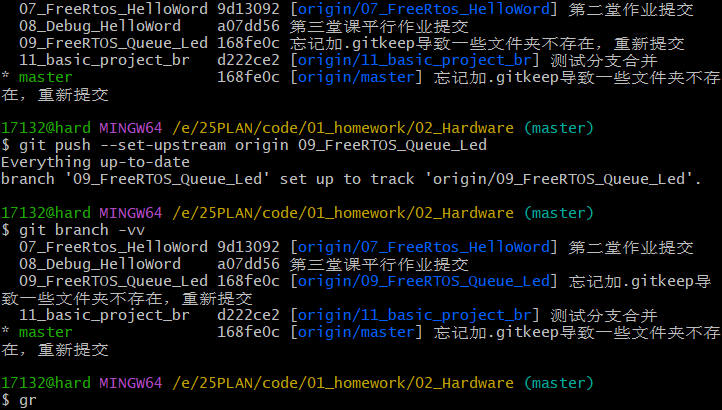 07_FreeRtos_HelloWord 9d13092 [origin/07_FreeRtos_HelloWord] 第二堂作业提交
  08_Debug_HelloWord    a07dd56 第三堂课平行作业提交
  09_FreeRTOS_Queue_Led 168fe0c 忘记加.gitkeep导致一些文件夹不存在，重新提交
  11_basic_project_br   d222ce2 [origin/11_basic_project_br] 测试分支合并
* master                168fe0c [origin/master] 忘记加.gitkeep导致一些文件夹不存
在，重新提交
17132@hard MINGW64 /e/25PLAN/code/01_homework/02_Hardware (master)
$ git push --set-upstream origin 09_FreeRTOS_Queue_Led
Everything up-to-date
branch '09_FreeRTOS_Queue_Led' set up to track 'origin/09_FreeRTOS_Queue_Led'.
17132@hard MINGW64 /e/25PLAN/code/01_homework/02_Hardware (master)
$ git branch -vv
  07_FreeRtos_HelloWord 9d13092 [origin/07_FreeRtos_HelloWord] 第二堂作业提交
  08_Debug_HelloWord    a07dd56 第三堂课平行作业提交
  09_FreeRTOS_Queue_Led 168fe0c [origin/09_FreeRTOS_Queue_Led] 忘记加.gitkeep导
致一些文件夹不存在，重新提交
  11_basic_project_br   d222ce2 [origin/11_basic_project_br] 测试分支合并
* master                168fe0c [origin/master] 忘记加.gitkeep导致一些文件夹不存
在，重新提交
17132@hard MINGW64 /e/25PLAN/code/01_homework/02_Hardware (master)
$ gr